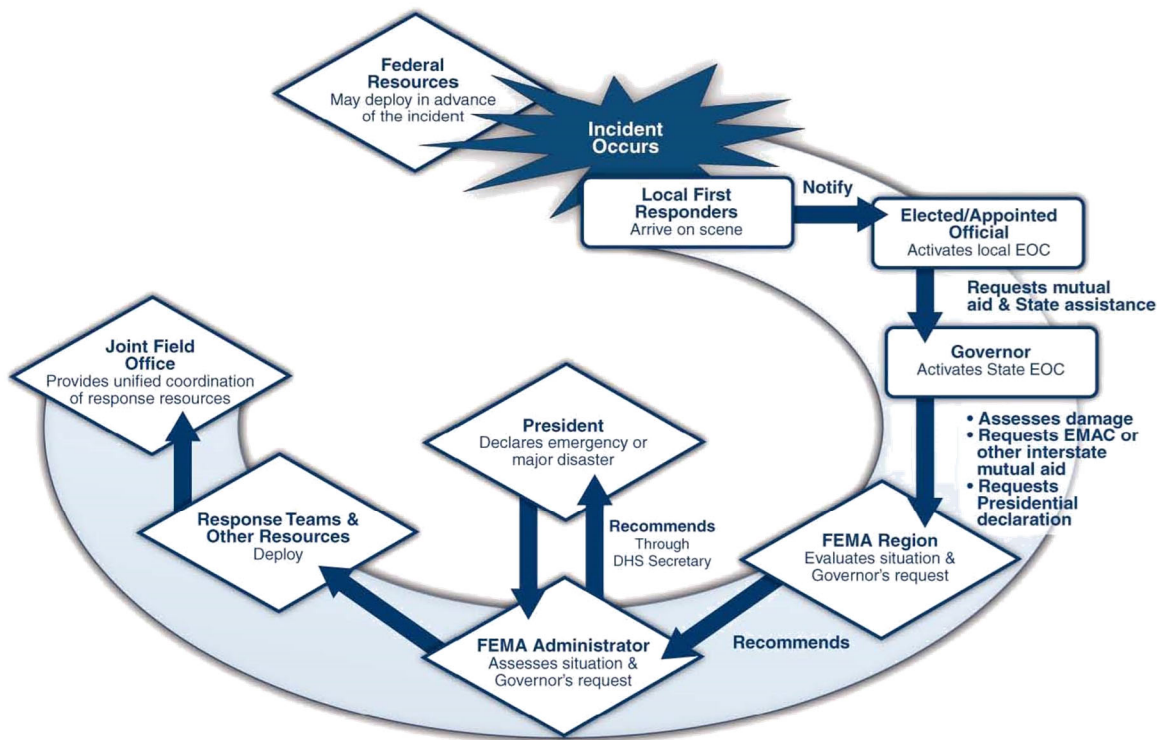 Federal
Resources
May deploy in advance
of the incident
Incident
Occurs
Local First
Responders
Arrive on scene
Notify
Elected/Appointed
Official
Activates local EOC
Requests mutual
aid & State assistance
Governor
Activates State EOC
• Assesses damage
• Requests EMAC or
other interstate
mutual aid
• Requests
Presidential
declaration
FEMA Region
Evaluates situation &
Governor's request
Recommends
FEMA Administrator
Assesses situation &
Governor's request
Recommends
Through
DHS Secretary
President
Declares emergency or
major disaster
Response Teams &
Other Resources
Deploy
Joint Field
Office
Provides unified coordination
of response resources